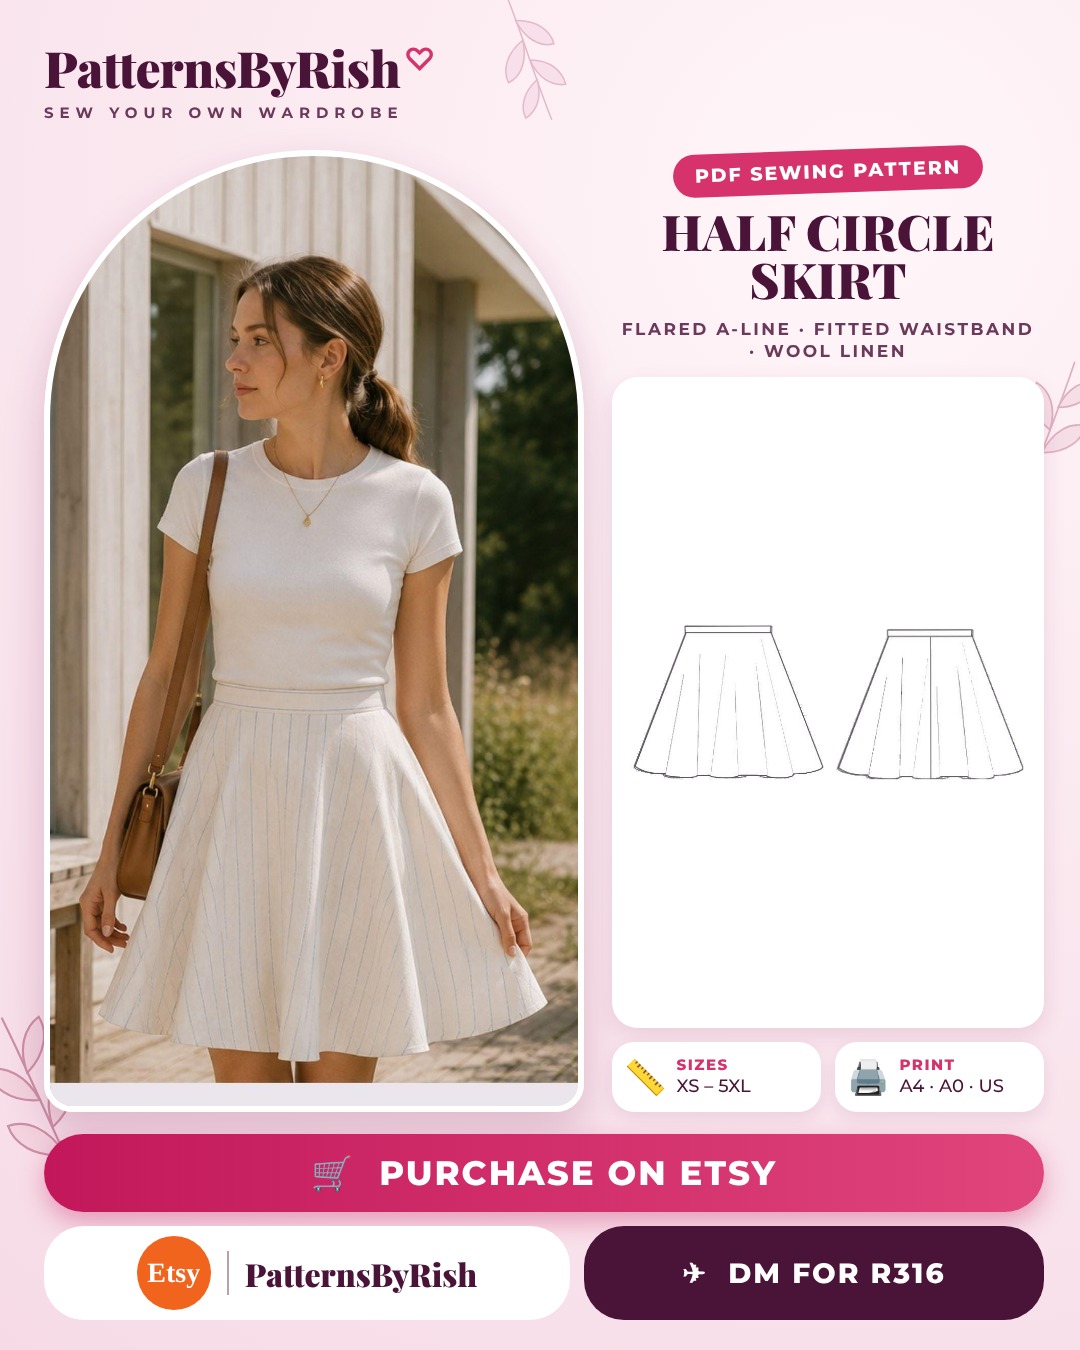 PatternsByRish
SEW YOUR OWN WARDROBE
PDF SEWING PATTERN
HALF CIRCLE
SKIRT
FLARED A-LINE · FITTED WAISTBAND
· WOOL LINEN
SIZES
XS – 5XL
PRINT
A4 · A0 · US
PURCHASE ON ETSY
Etsy
PatternsByRish
DM FOR R316